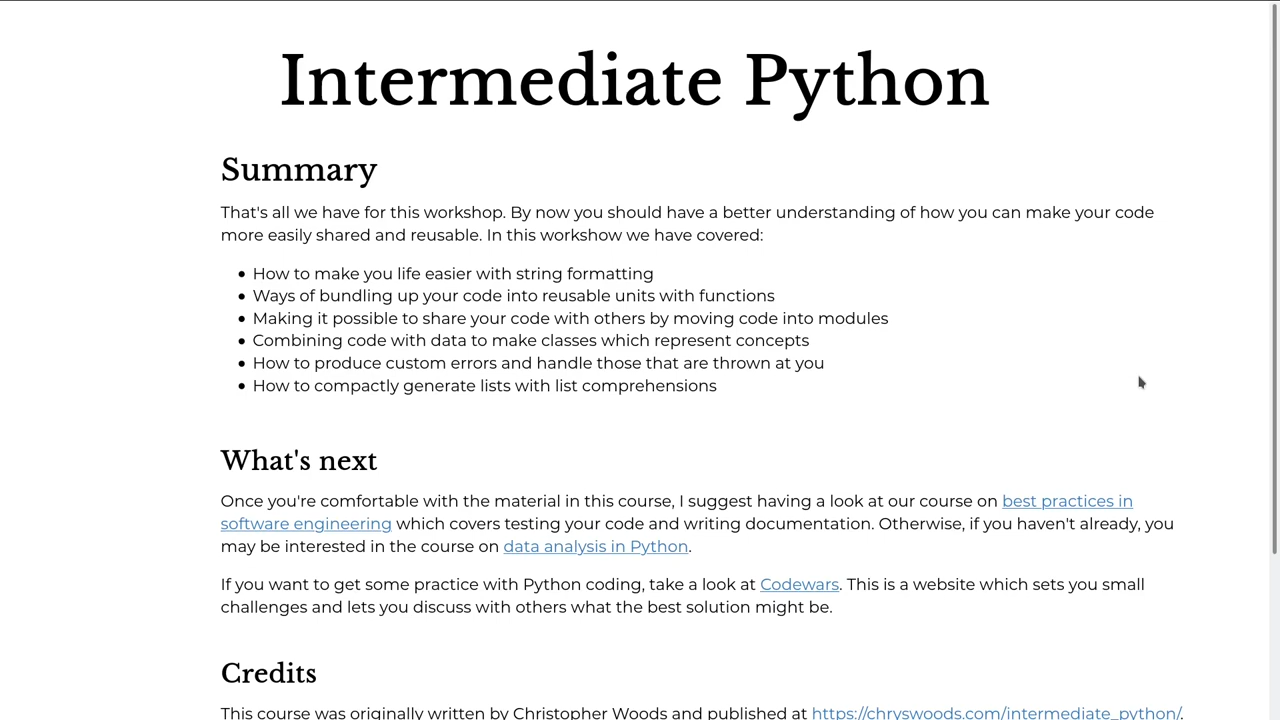 Intermediate Python
Summary
That's all we have for this workshop. By now you should have a better understanding of how you can make your code
more easily shared and reusable. In this workshow we have covered:
How to make you life easier with string formatting
Ways of bundling up your code into reusable units with functions
Making it possible to share your code with others by moving code into modules
Combining code with data to make classes which represent concepts
How to produce custom errors and handle those that are thrown at you
How to compactly generate lists with list comprehensions
What's next
Once you're comfortable with the material in this course, I suggest having a look at our course on best practices in
software engineering which covers testing your code and writing documentation. Otherwise, if you haven't already, you
may be interested in the course on data analysis in Python.
If you want to get some practice with Python coding, take a look at Codewars. This is a website which sets you small
challenges and lets you discuss with others what the best solution might be.
Credits
This course was originally written by Christopher Woods and published at https://chryswoods.com/intermediate_python/.